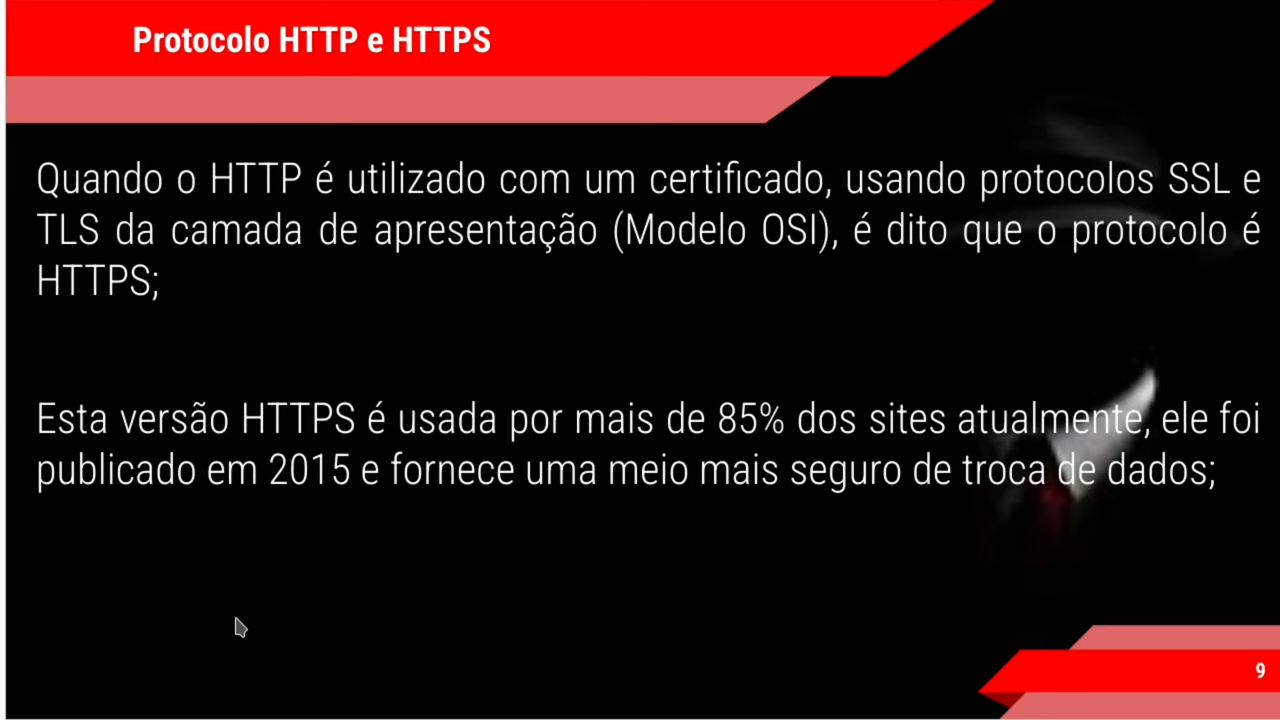 Protocolo HTTP e HTTPS
Quando o HTTP é utilizado com um certificado, usando protocolos SSL e
TLS da camada de apresentação (Modelo OSI), é dito que o protocolo é
HTTPS;
Esta versão HTTPS é usada por mais de 85% dos sites atualmente, ele foi
publicado em 2015 e fornece uma meio mais seguro de troca de dados;
9